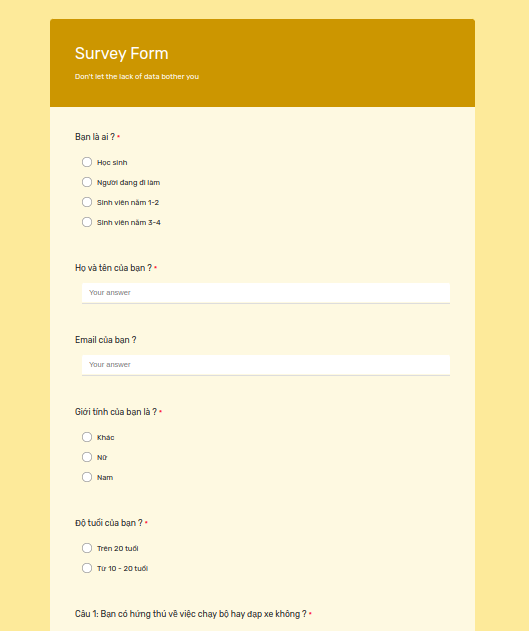 Survey Form
Don't let the lack of data bother you
Bạn là ai ? *
Học sinh
Người đang đi làm
Sinh viên năm 1-2
Sinh viên năm 3-4
Họ và tên của bạn ? *
Your answer
Email của bạn ?
Your answer
Giới tính của bạn là ? *
Khác
Nữ
Nam
Độ tuổi của bạn ? *
Trên 20 tuổi
Từ 10 - 20 tuổi
Câu 1: Bạn có hứng thú về việc chạy bộ hay đạp xe không ? *